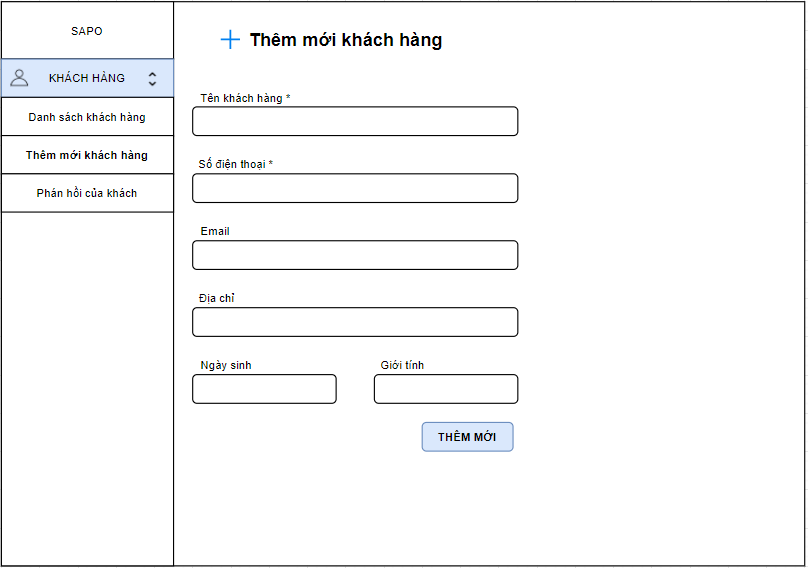 SAPO
KHÁCH HÀNG
Danh sách khách hàng
Thêm mới khách hàng
Phản hồi của khách
Thêm mới khách hàng
Tên khách hàng *
Số điện thoại *
Email
Địa chỉ
Ngày sinh
Giới tính
THÊM MỚI